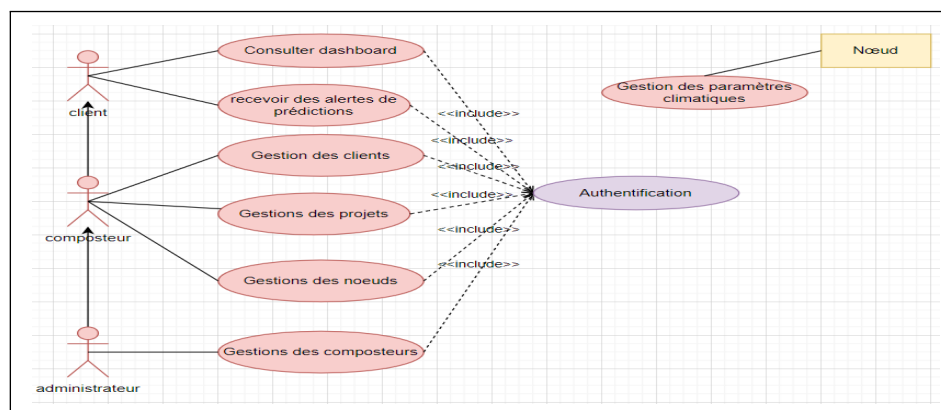 Consulter dashboard
Nœud
client
recevoir des alertes de
prédictions
Gestion des paramètres
climatiques
<<include>>
<<include>>
Gestion des clients
<<include>>
Authentification
<<include>>
composteur
Gestions des projets
<<include>>
<<include>>
Gestions des noeuds
Gestions des composteurs
administrateur